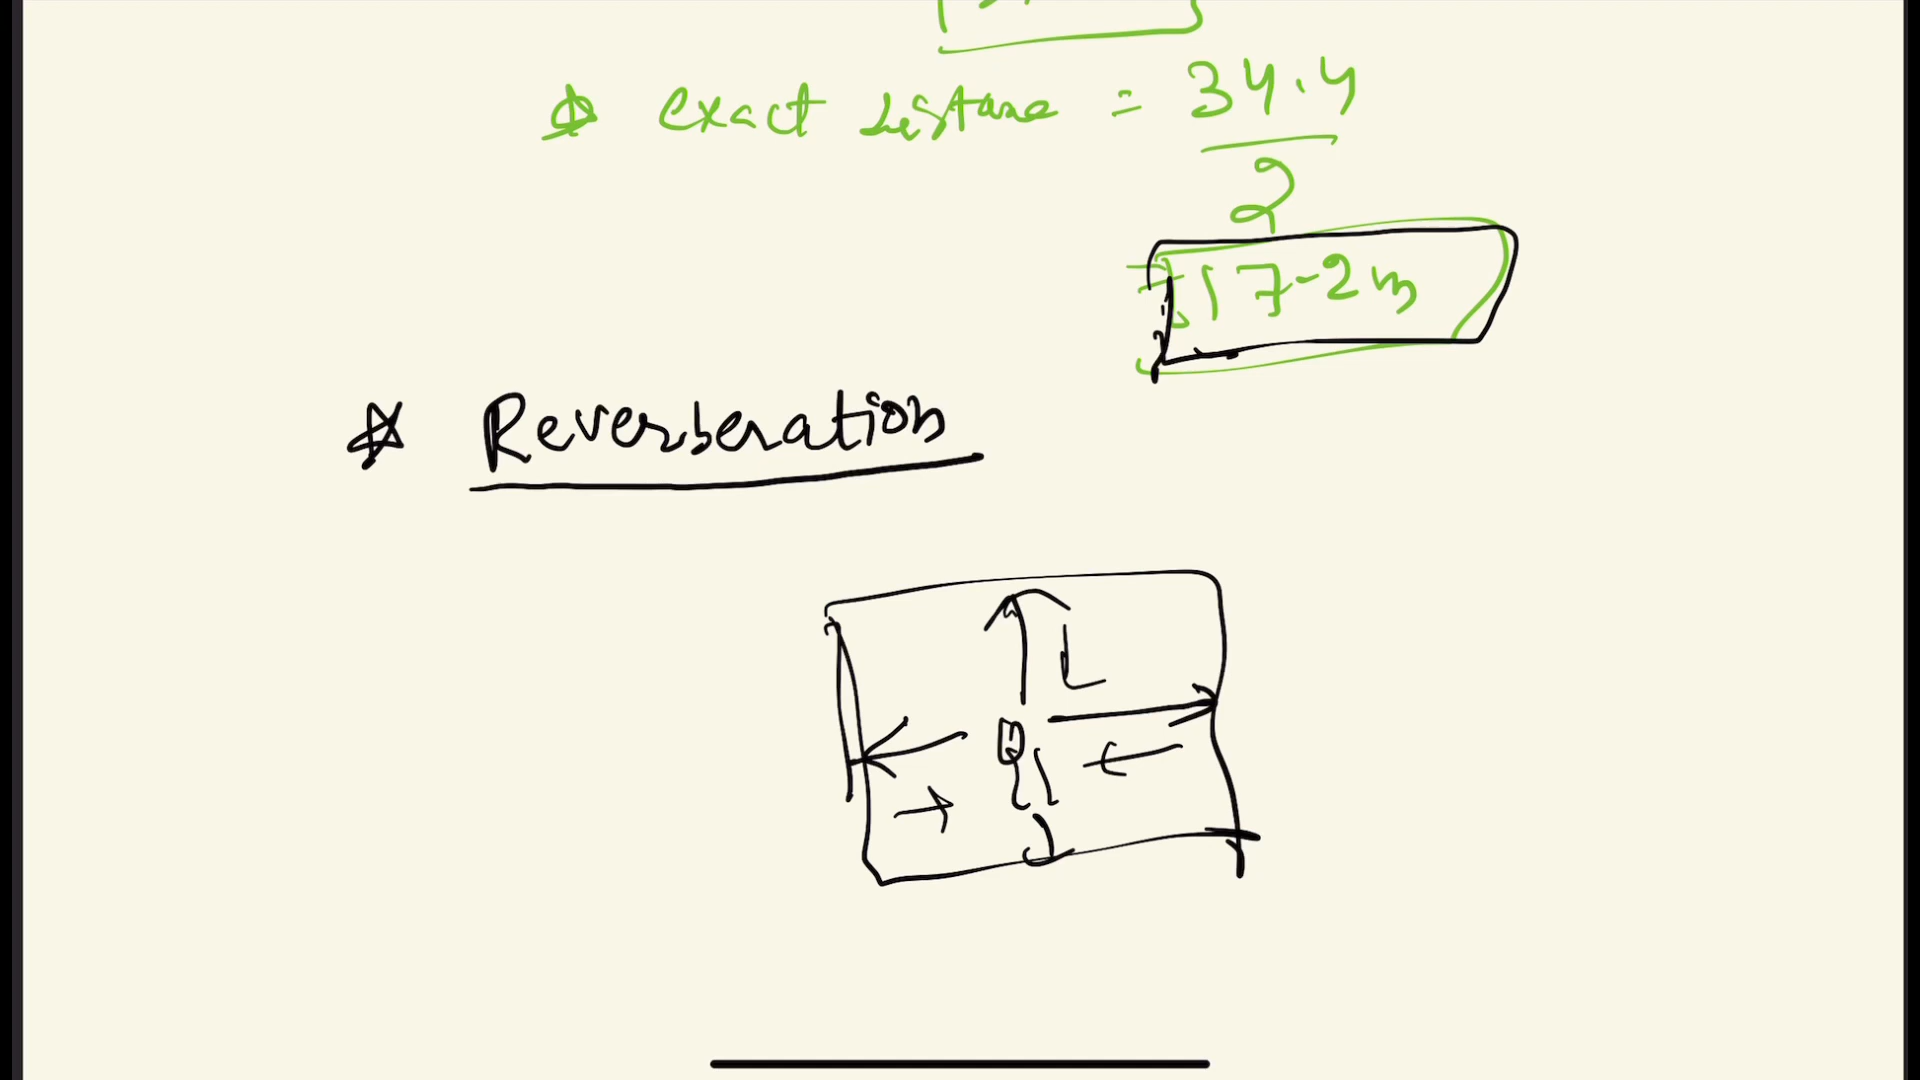 exact distance = 34.4
2
= 17.2m
Reverberation
L